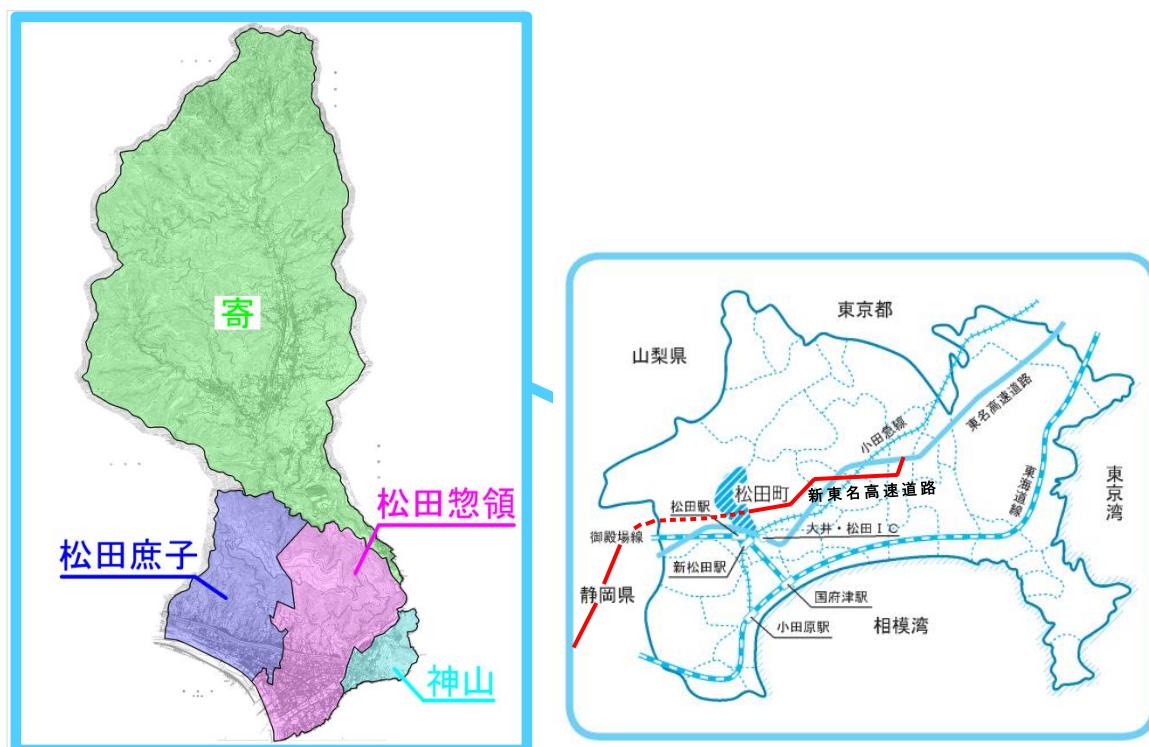 寄
松田惣領
松田庶子
神山
東京都
山梨県
小田急線
東名高速道路
東京湾
松田町
新東名高速道路
東海道線
松田駅
御殿場線
大井・松田IC
新松田駅
静岡県
国府津駅
小田原駅
相模湾